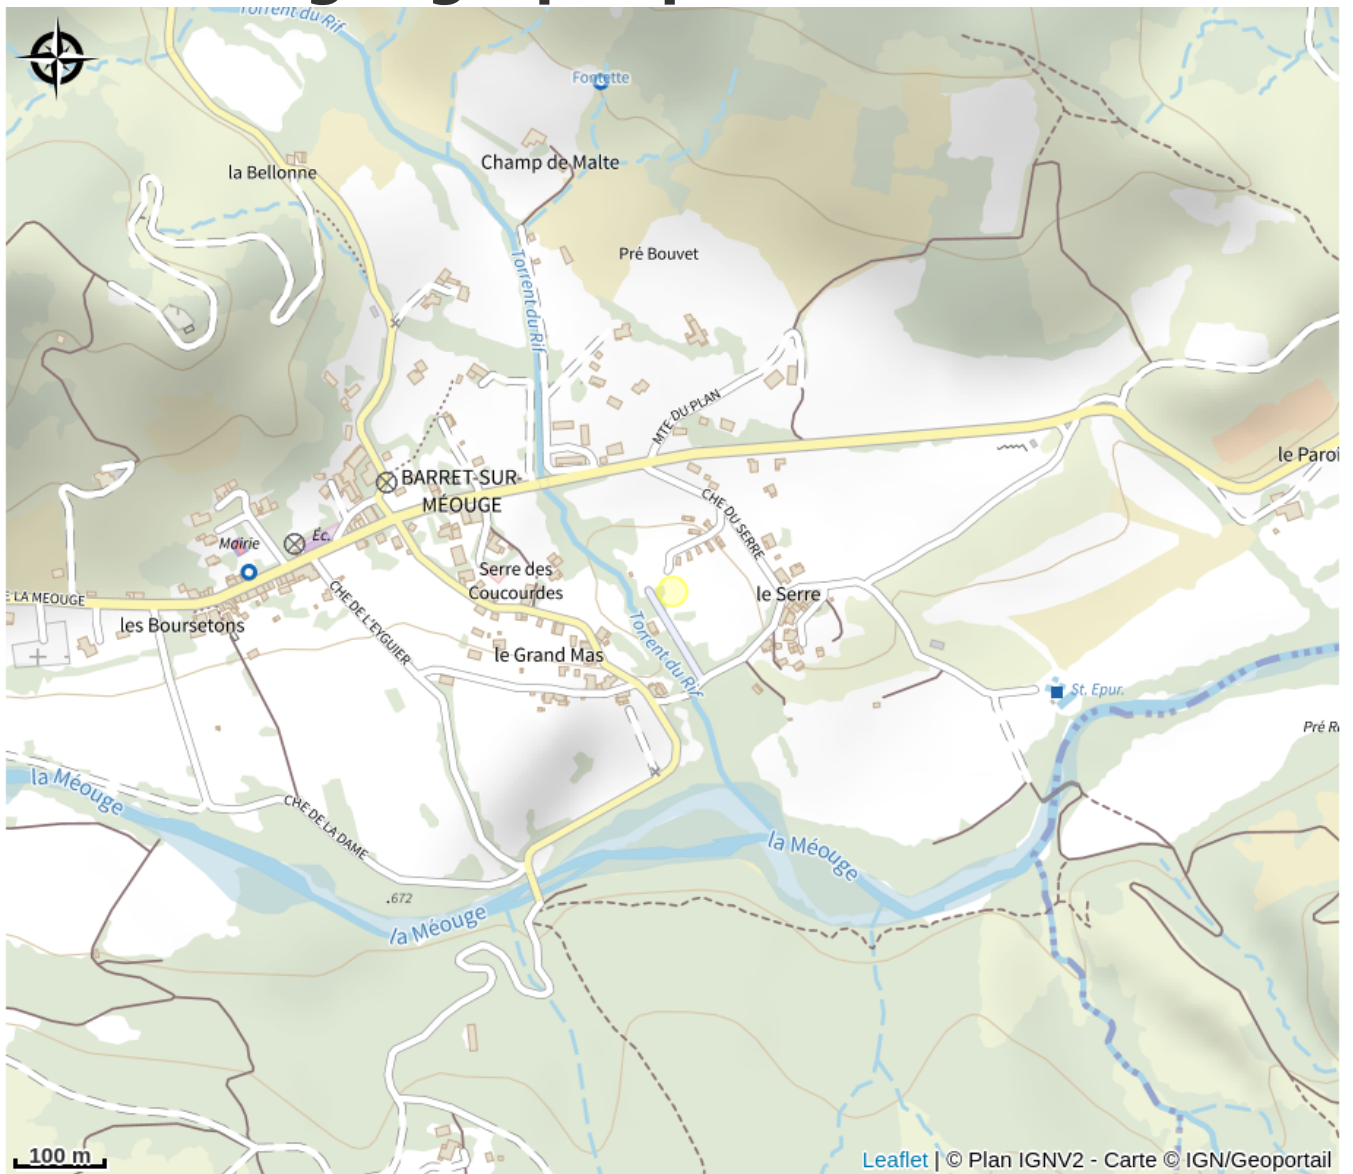 Torrent du Rif
Fontette
Champ de Malte
la Bellonne
Pré Bouvet
Torrent du Rif
MTE DU PLAN
le Paroi
BARRET-SUR-
MÉOUGE
CHE DU SERRE
Éc.
Mairie
Serre des
Coucourdes
le Serre
E LA MEOUGE
les Boursetons
CHE DE L'EYGUIER
Torrent du Rif
le Grand Mas
St. Epur.
Pré R
la Méouge
CHE DE LA DAME
la Méouge
.672
la Méouge
100 m
Leaflet | © Plan IGNV2 - Carte © IGN/Geoportail